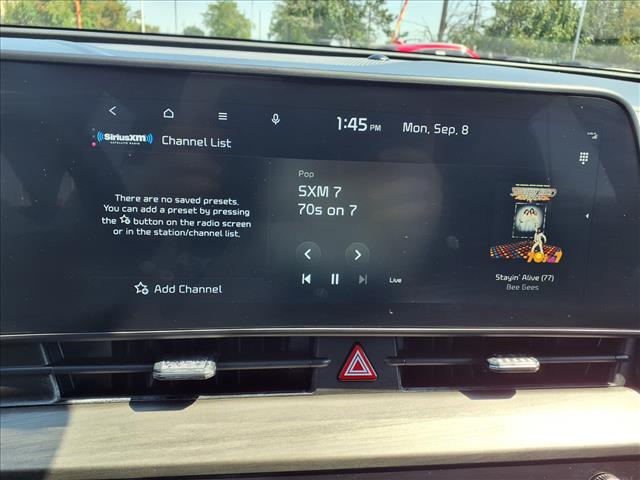 1:45 PM
Mon, Sep. 8
SiriusXM
SATELLITE RADIO
Channel List
There are no saved presets.
You can add a preset by pressing
the button on the radio screen
or in the station/channel list.
Add Channel
Pop
SXM 7
70s on 7
Live
Stayin' Alive (77)
Bee Gees